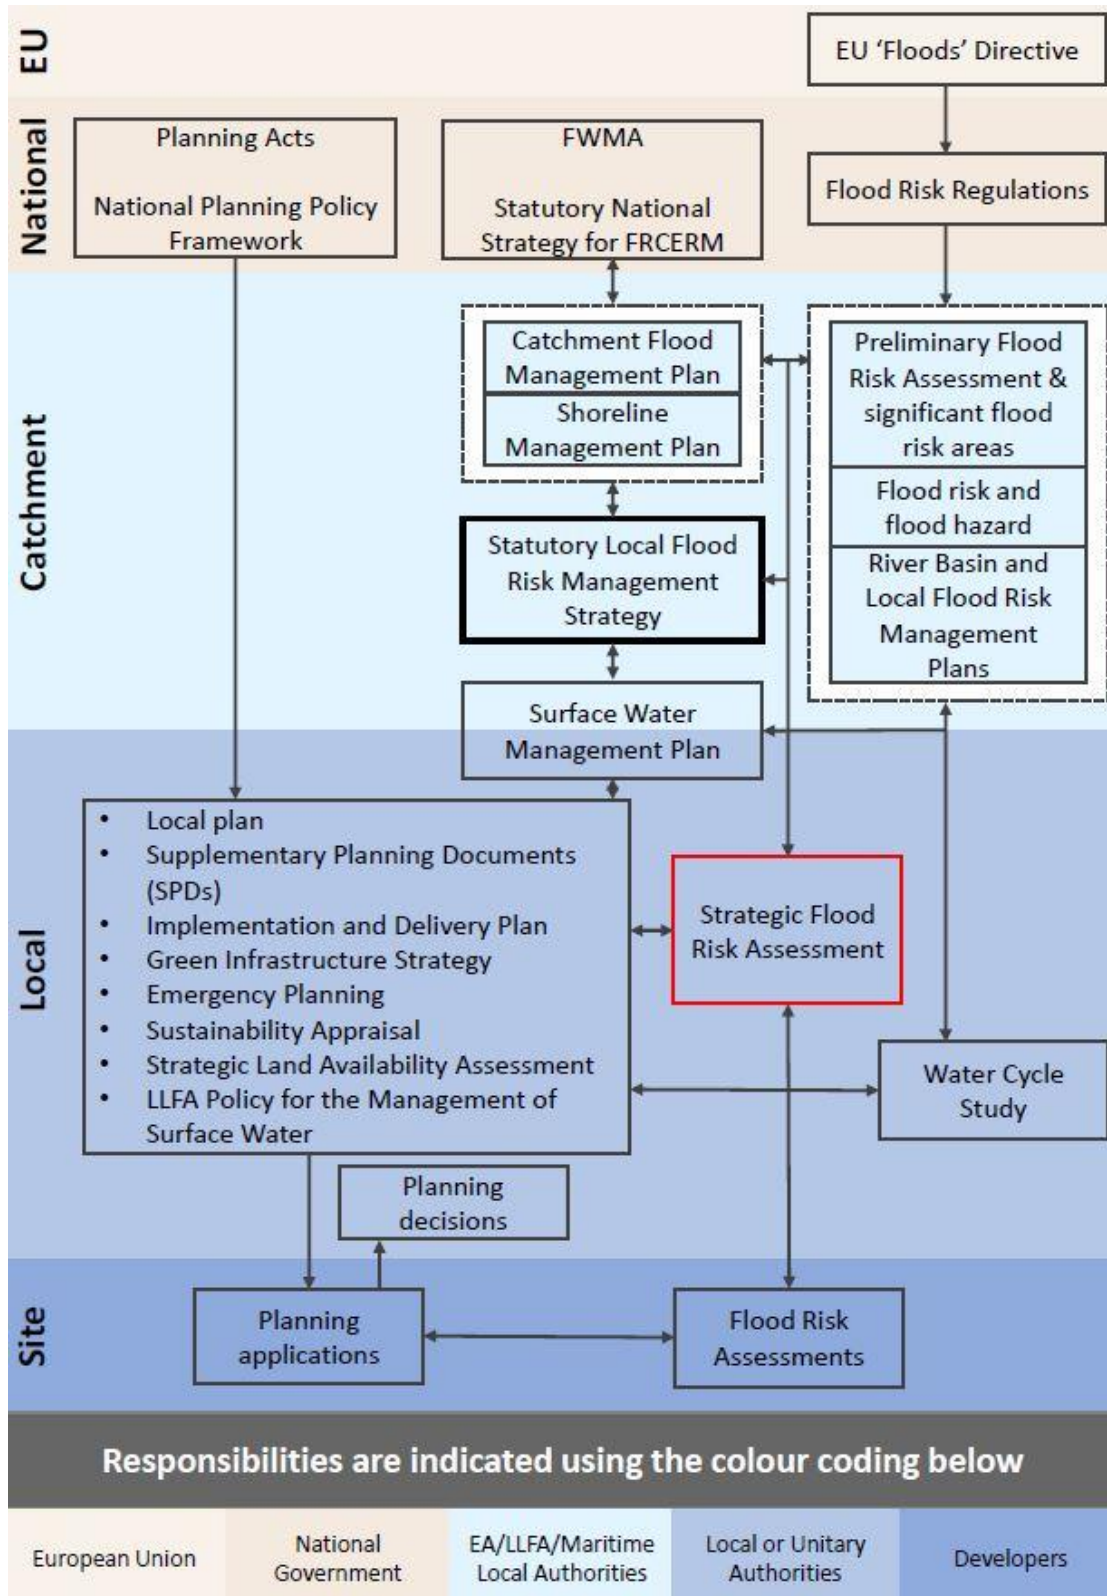 EU
EU ‘Floods’ Directive
National
Planning Acts
National Planning Policy
Framework
FWMA
Statutory National
Strategy for FRCERM
Flood Risk Regulations
Catchment
Catchment Flood
Management Plan
Shoreline
Management Plan
Preliminary Flood
Risk Assessment &
significant flood
risk areas
Flood risk and
flood hazard
River Basin and
Local Flood Risk
Management
Plans
Statutory Local Flood
Risk Management
Strategy
Surface Water
Management Plan
Local
• Local plan
• Supplementary Planning Documents
(SPDs)
• Implementation and Delivery Plan
• Green Infrastructure Strategy
• Emergency Planning
• Sustainability Appraisal
• Strategic Land Availability Assessment
• LLFA Policy for the Management of
Surface Water
Strategic Flood
Risk Assessment
Water Cycle
Study
Planning
decisions
Site
Planning
applications
Flood Risk
Assessments
Responsibilities are indicated using the colour coding below
European Union
National
Government
EA/LLFA/Maritime
Local Authorities
Local or Unitary
Authorities
Developers